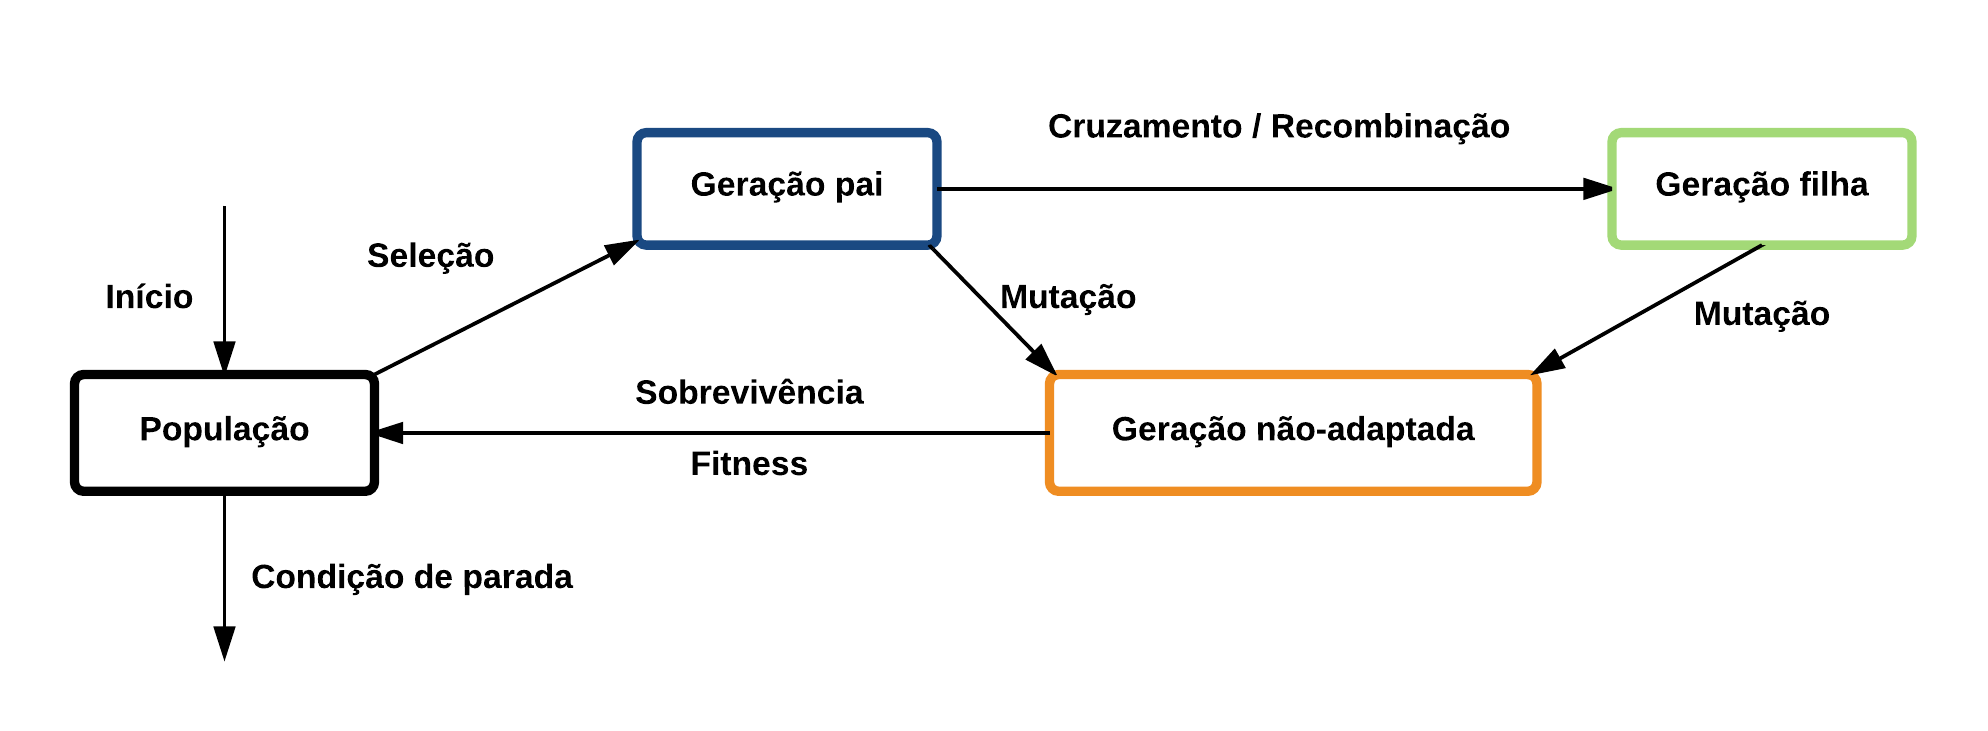 Cruzamento / Recombinação
Geração pai
Geração filha
Seleção
Início
Mutação
Mutação
Sobrevivência
População
Geração não-adaptada
Fitness
Condição de parada